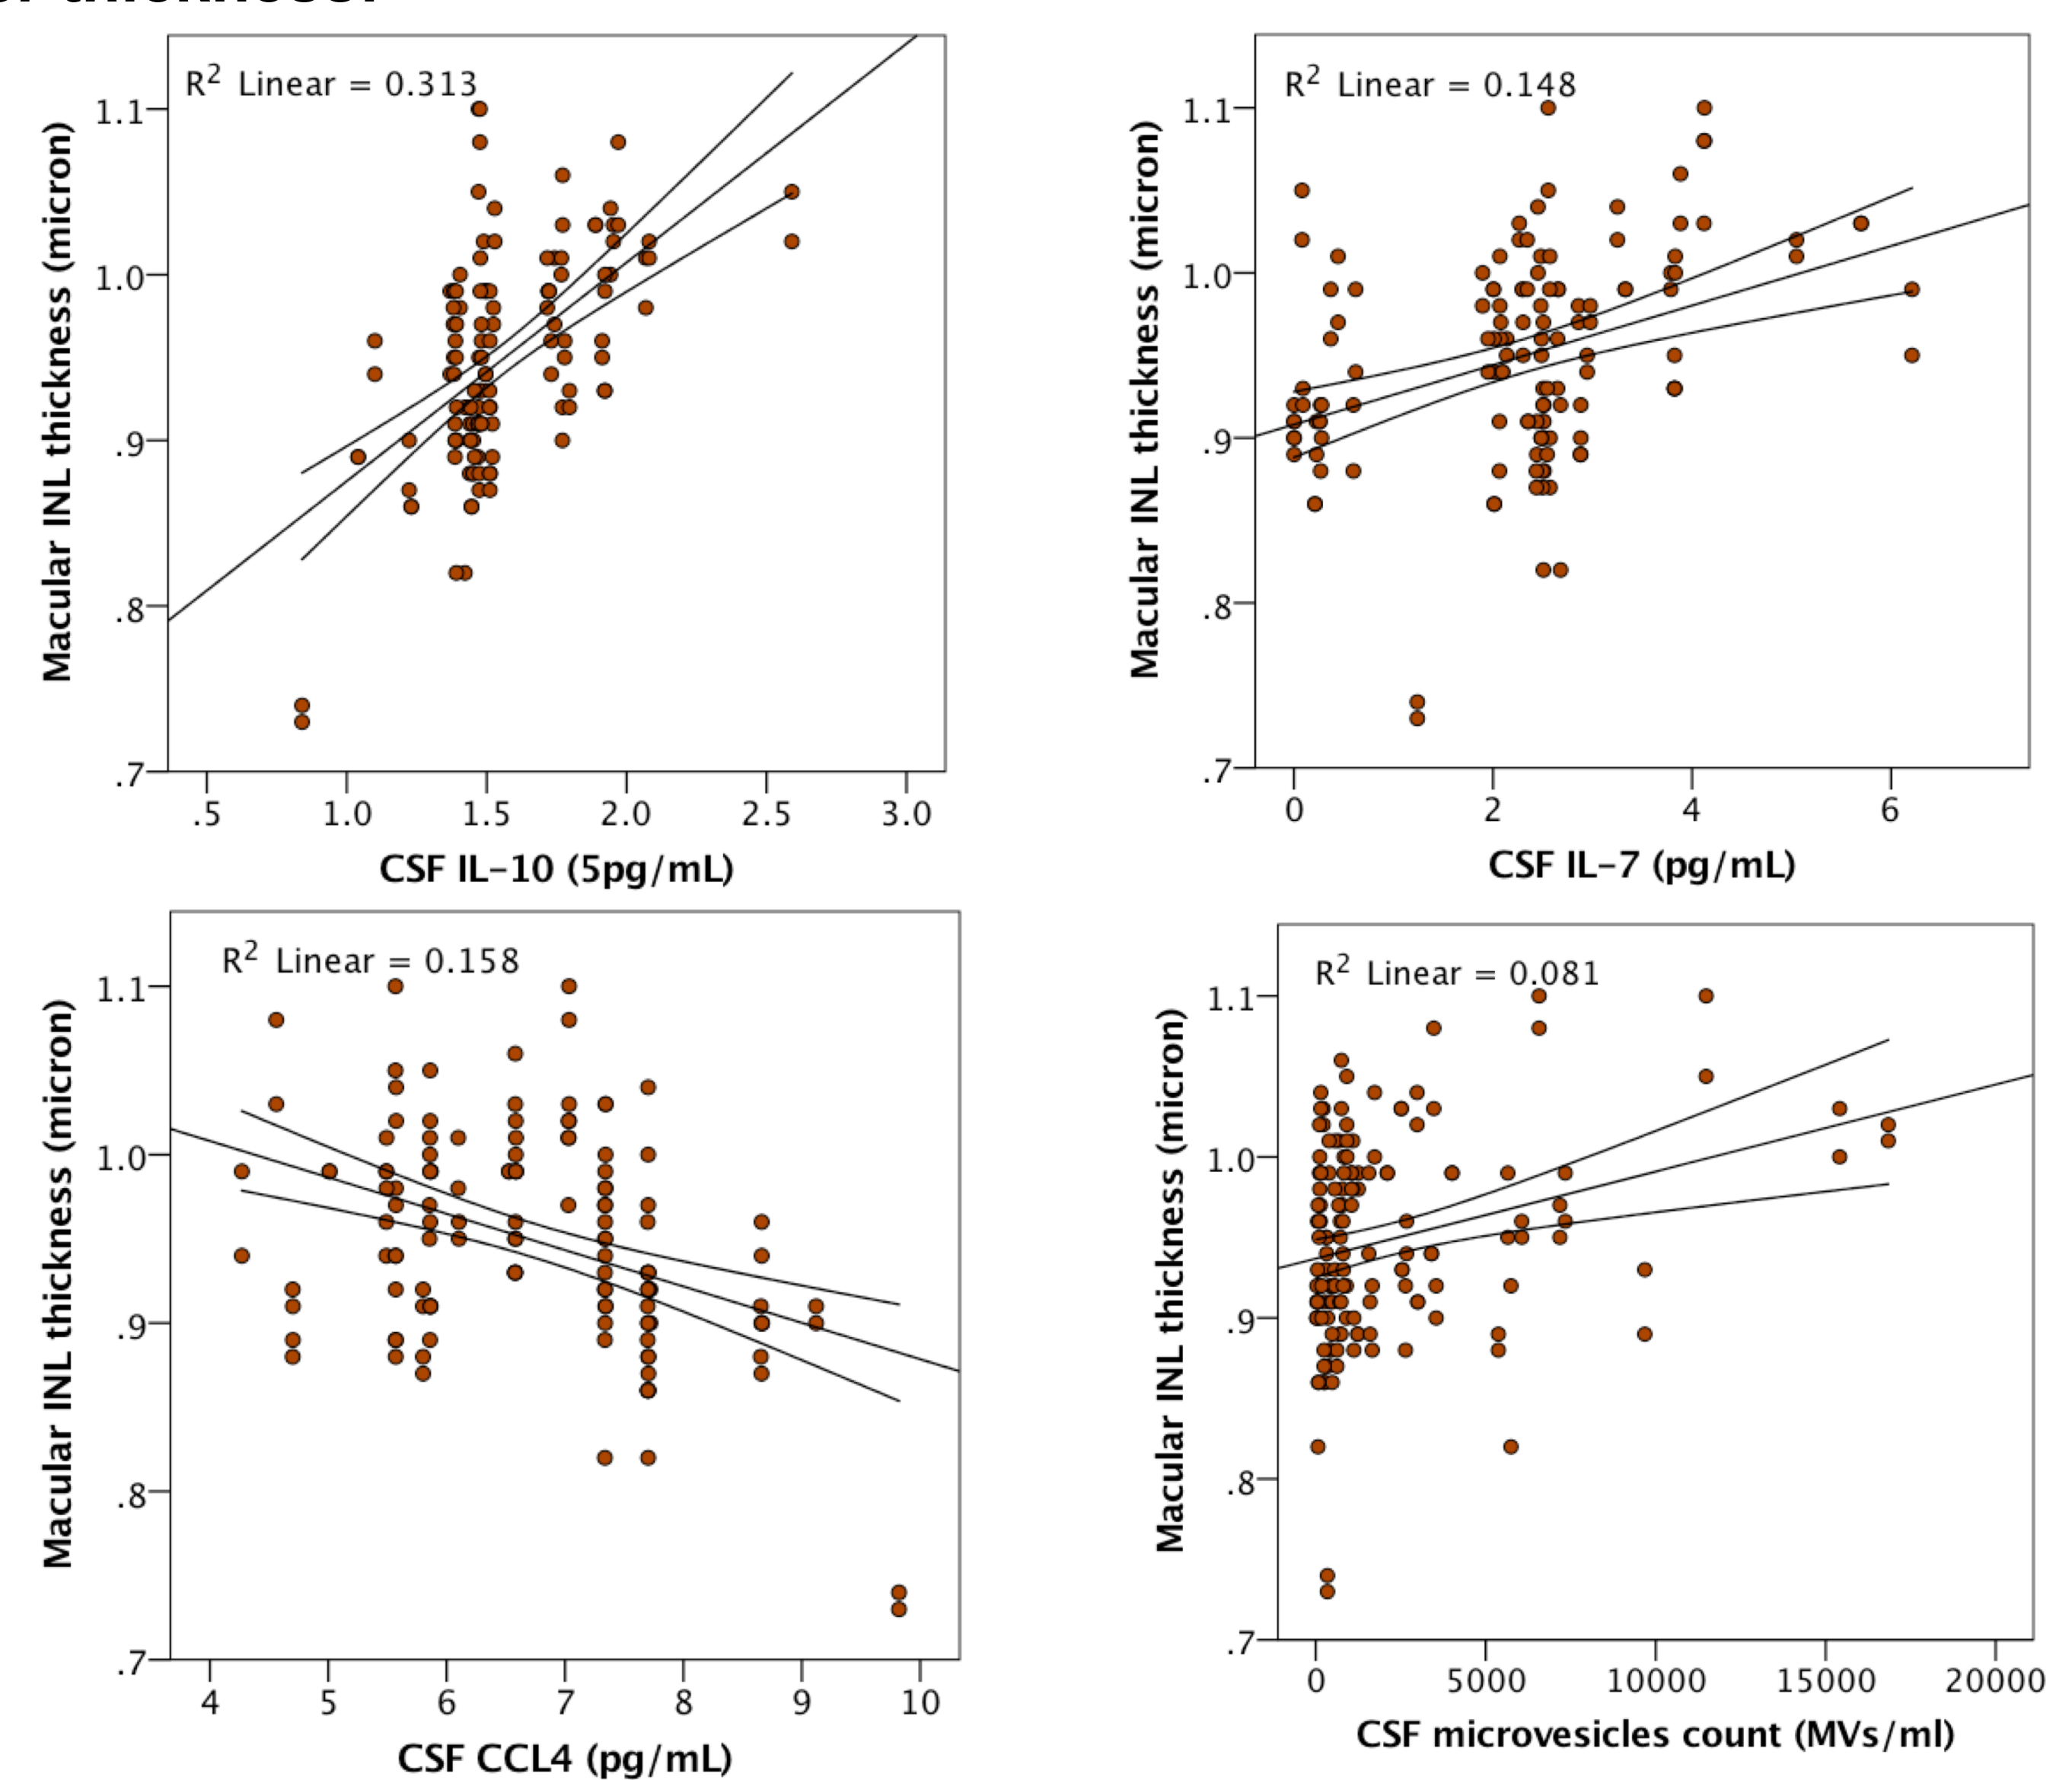 R² Linear = 0.313
Macular INL thickness (micron)
1.1
1.0
.9
.8
.7
.5 1.0 1.5 2.0 2.5 3.0
CSF IL-10 (5pg/mL)
R² Linear = 0.148
Macular INL thickness (micron)
1.1
1.0
.9
.8
.7
0 2 4 6
CSF IL-7 (pg/mL)
R² Linear = 0.158
Macular INL thickness (micron)
1.1
1.0
.9
.8
.7
4 5 6 7 8 9 10
CSF CCL4 (pg/mL)
R² Linear = 0.081
Macular INL thickness (micron)
1.1
1.0
.9
.8
.7
0 5000 10000 15000 20000
CSF microvesicles count (MVs/ml)